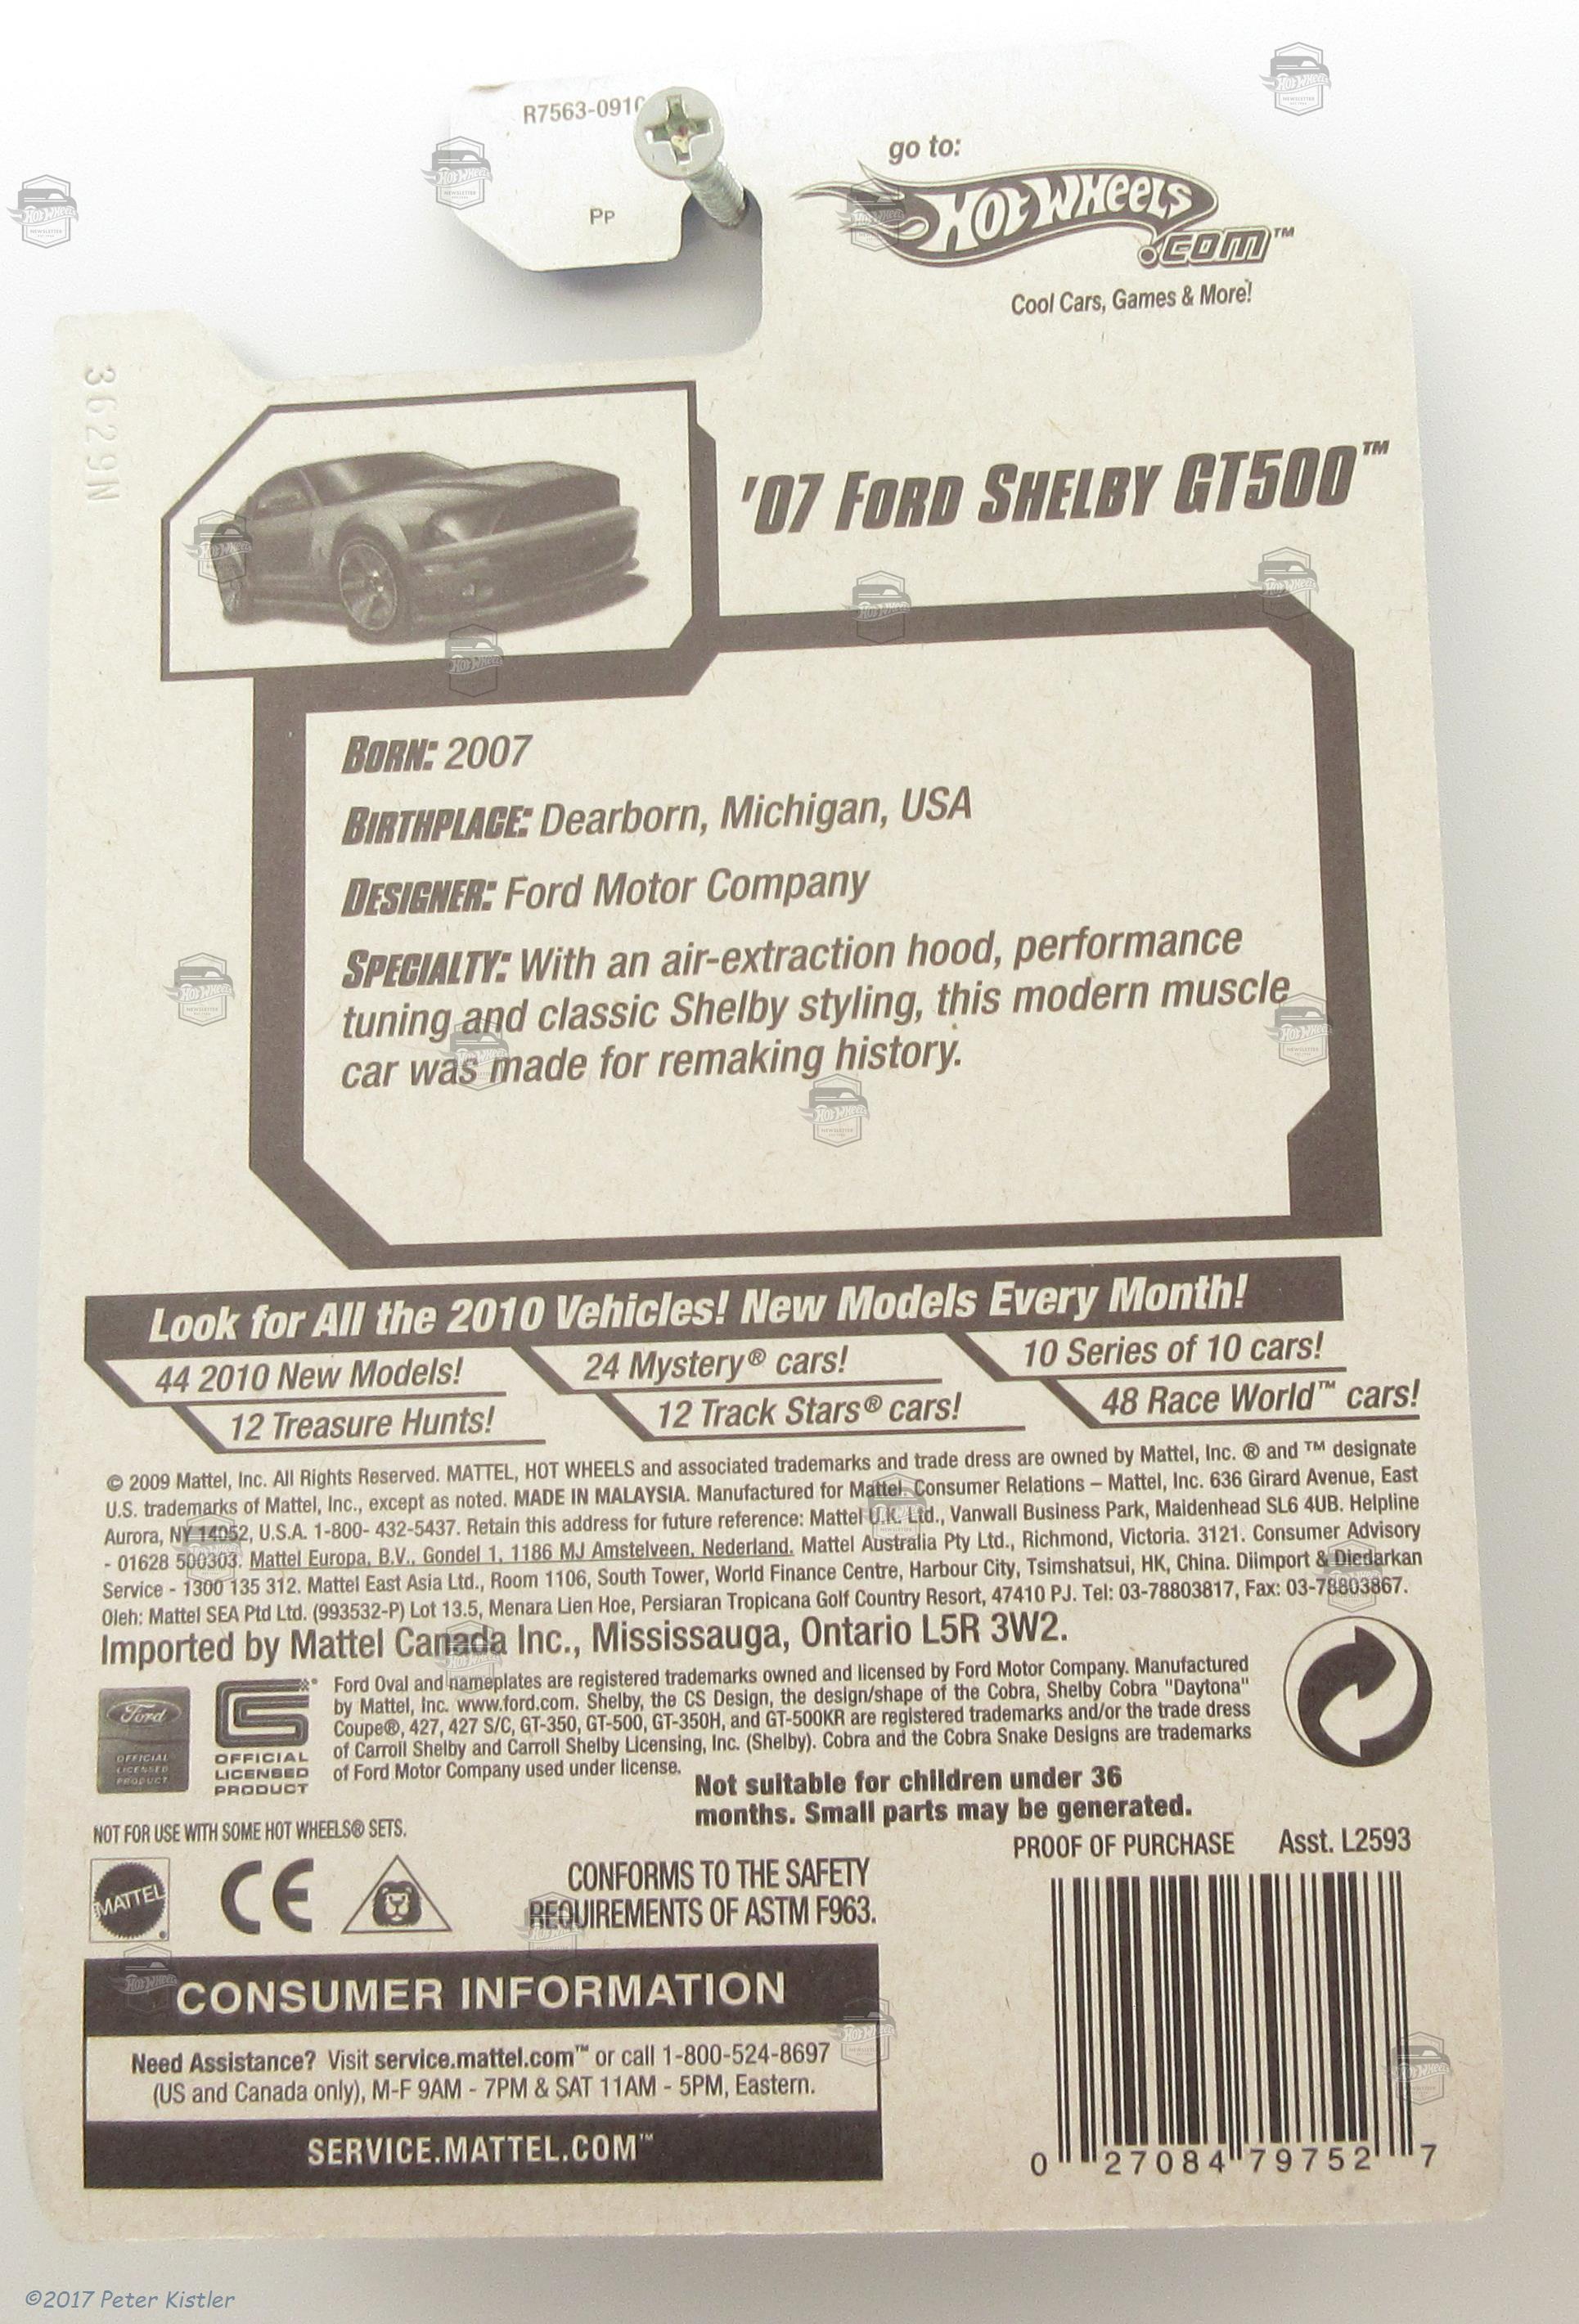 R7563-091
Pp
go to:
Hot Wheels
.com™
Cool Cars, Games & More!
3629N
'07 FORD SHELBY GT500™
BORN: 2007
BIRTHPLACE: Dearborn, Michigan, USA
DESIGNER: Ford Motor Company
SPECIALTY: With an air-extraction hood, performance
tuning and classic Shelby styling, this modern muscle
car was made for remaking history.
Look for All the 2010 Vehicles! New Models Every Month!
44 2010 New Models!
24 Mystery® cars!
10 Series of 10 cars!
12 Treasure Hunts!
12 Track Stars® cars!
48 Race World™ cars!
© 2009 Mattel, Inc. All Rights Reserved. MATTEL, HOT WHEELS and associated trademarks and trade dress are owned by Mattel, Inc. ® and ™ designate
U.S. trademarks of Mattel, Inc., except as noted. MADE IN MALAYSIA. Manufactured for Mattel. Consumer Relations – Mattel, Inc. 636 Girard Avenue, East
Aurora, NY 14052, U.S.A. 1-800- 432-5437. Retain this address for future reference: Mattel U.K. Ltd., Vanwall Business Park, Maidenhead SL6 4UB. Helpline
- 01628 500303. Mattel Europa, B.V., Gondel 1, 1186 MJ Amstelveen, Nederland. Mattel Australia Pty Ltd., Richmond, Victoria. 3121. Consumer Advisory
Service - 1300 135 312. Mattel East Asia Ltd., Room 1106, South Tower, World Finance Centre, Harbour City, Tsimshatsui, HK, China. Diimport & Diedarkan
Oleh: Mattel SEA Ptd Ltd. (993532-P) Lot 13.5, Menara Lien Hoe, Persiaran Tropicana Golf Country Resort, 47410 PJ. Tel: 03-78803817, Fax: 03-78803867.
Imported by Mattel Canada Inc., Mississauga, Ontario L5R 3W2.
Ford
OFFICIAL
LICENSED
PRODUCT
OFFICIAL
LICENSED
PRODUCT
Ford Oval and nameplates are registered trademarks owned and licensed by Ford Motor Company. Manufactured
by Mattel, Inc. www.ford.com. Shelby, the CS Design, the design/shape of the Cobra, Shelby Cobra "Daytona"
Coupe®, 427, 427 S/C, GT-350, GT-500, GT-350H, and GT-500KR are registered trademarks and/or the trade dress
of Carroll Shelby and Carroll Shelby Licensing, Inc. (Shelby). Cobra and the Cobra Snake Designs are trademarks
of Ford Motor Company used under license.
Not suitable for children under 36
months. Small parts may be generated.
NOT FOR USE WITH SOME HOT WHEELS® SETS.
PROOF OF PURCHASE Asst. L2593
MATTEL
CE
CONFORMS TO THE SAFETY
REQUIREMENTS OF ASTM F963.
CONSUMER INFORMATION
Need Assistance? Visit service.mattel.com™ or call 1-800-524-8697
(US and Canada only), M-F 9AM - 7PM & SAT 11AM - 5PM, Eastern.
SERVICE.MATTEL.COM™
0 27084 79752 7
©2017 Peter Kistler